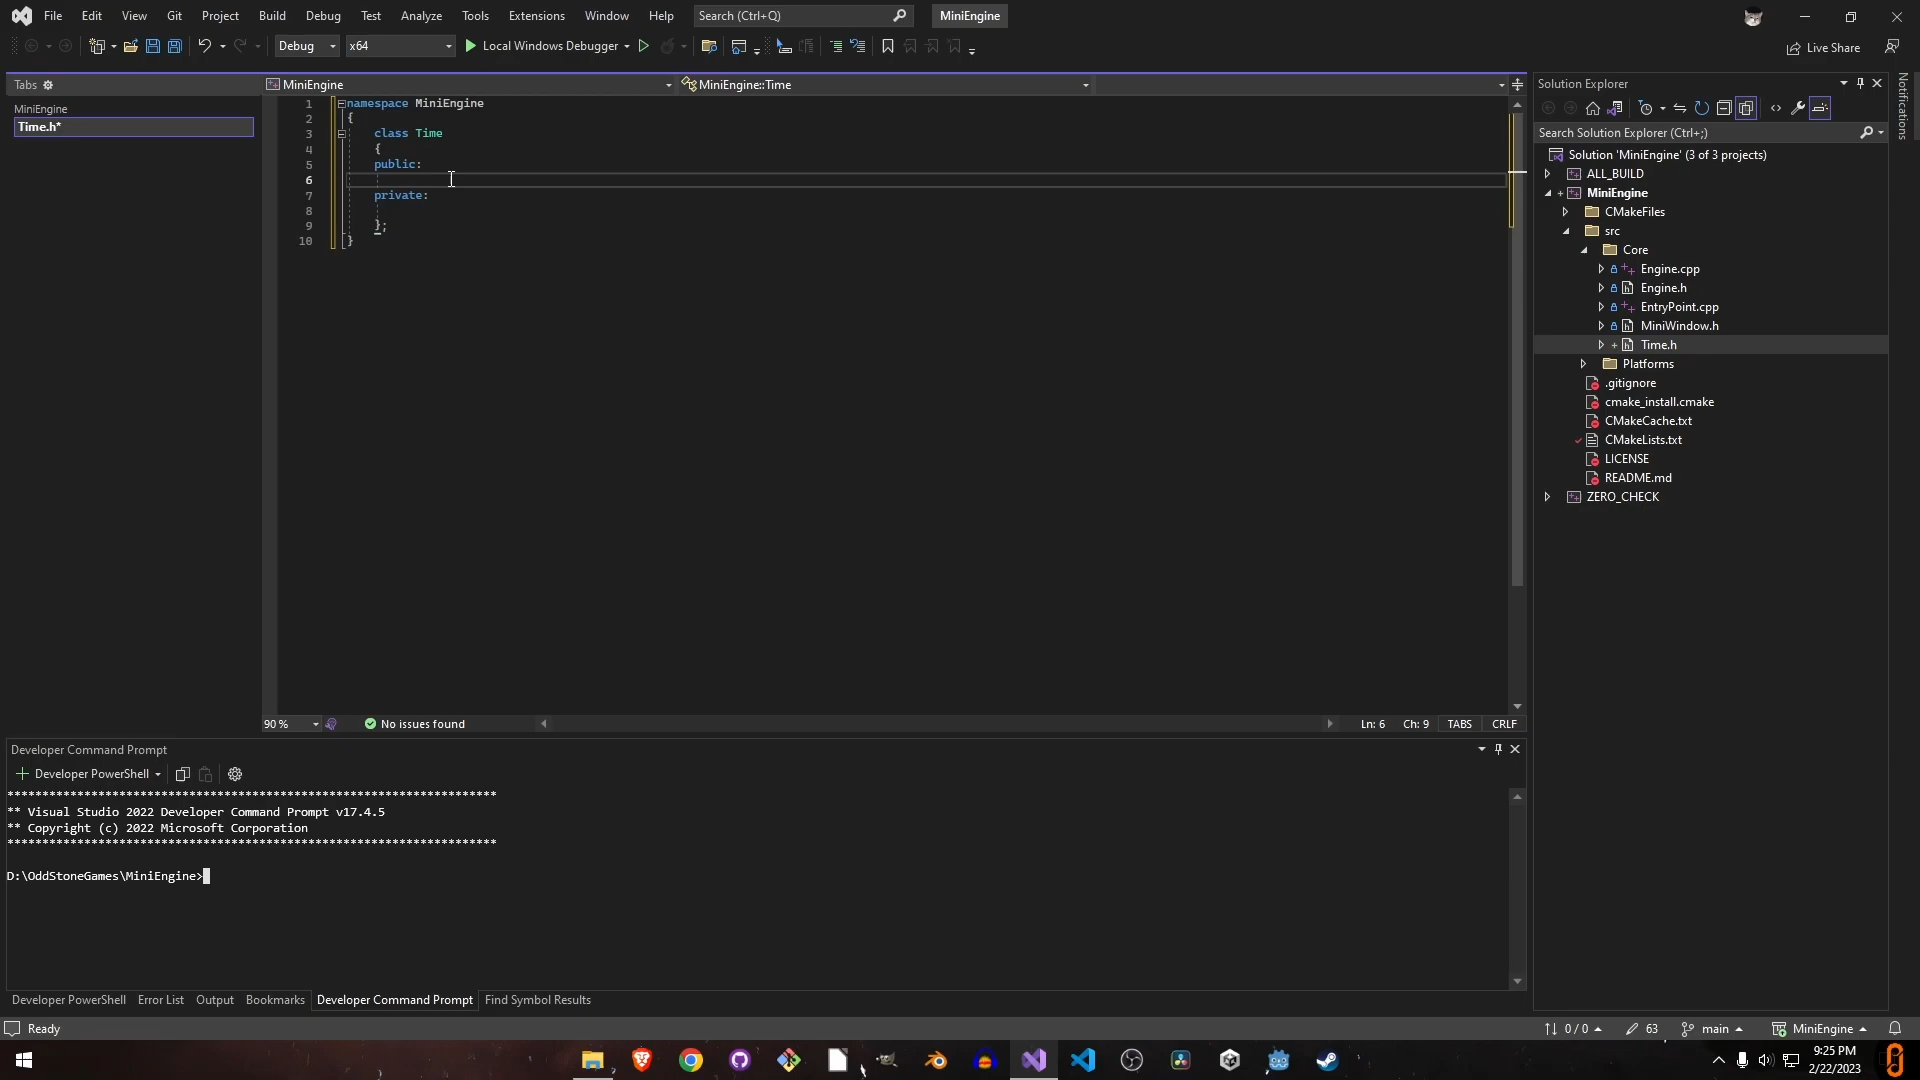 File Edit View Git Project Build Debug Test Analyze Tools Extensions Window Help Search (Ctrl+Q) MiniEngine
Debug x64 Local Windows Debugger Live Share
Tabs
MiniEngine
Time.h*
MiniEngine MiniEngine::Time
1 namespace MiniEngine
2 {
3 class Time
4 {
5 public:
6
7 private:
8
9 };
10 }
90 % No issues found Ln: 6 Ch: 9 TABS CRLF
Solution Explorer
Search Solution Explorer (Ctrl+;)
Solution 'MiniEngine' (3 of 3 projects)
ALL_BUILD
MiniEngine
CMakeFiles
src
Core
Engine.cpp
Engine.h
EntryPoint.cpp
MiniWindow.h
Time.h
Platforms
.gitignore
cmake_install.cmake
CMakeCache.txt
CMakeLists.txt
LICENSE
README.md
ZERO_CHECK
Notifications
Developer Command Prompt
Developer PowerShell
**********************************************************************
** Visual Studio 2022 Developer Command Prompt v17.4.5
** Copyright (c) 2022 Microsoft Corporation
**********************************************************************
D:\OddStoneGames\MiniEngine>
Developer PowerShell Error List Output Bookmarks Developer Command Prompt Find Symbol Results
Ready 0 / 0 63 main MiniEngine
9:25 PM
2/22/2023